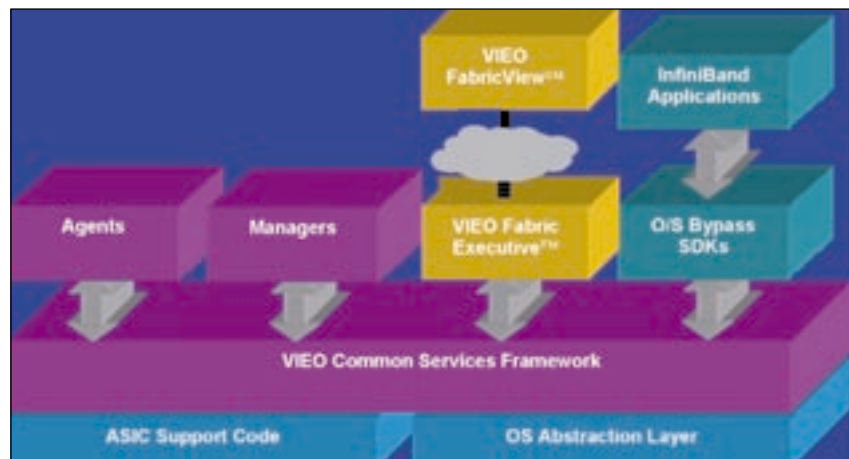 VIEO
FabricView™
InfiniBand
Applications
Agents
Managers
VIEO Fabric
Executive™
O/S Bypass
SDKs
VIEO Common Services Framework
ASIC Support Code
OS Abstraction Layer